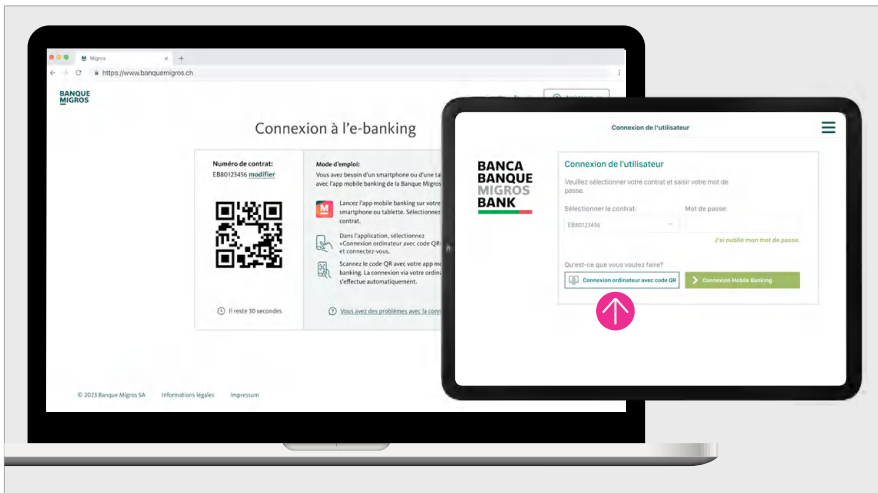 Migros
https://www.banquemigros.ch
BANQUE
MIGROS
Connexion à l'e-banking
Numéro de contrat:
EB80123456 modifier
Il reste 30 secondes
Mode d'emploi:
Vous avez besoin d'un smartphone ou d'une ta
avec l'app mobile banking de la Banque Migros
Lancez l'app mobile banking sur votre
smartphone ou tablette. Sélectionnez
contrat.
Dans l'application, sélectionnez
«Connexion ordinateur avec code QR
et connectez-vous.
Scannez le code QR avec votre app mo
banking. La connexion via votre ordina
s'effectue automatiquement.
Vous avez des problèmes avec la conn
© 2023 Banque Migros SA Informations légales Impressum
Connexion de l'utilisateur
BANCA
BANQUE
MIGROS
BANK
Connexion de l'utilisateur
Veuillez sélectionner votre contrat et saisir votre mot de
passe.
Sélectionner le contrat: Mot de passe:
EB80123456
J'ai oublié mon mot de passe.
Qu'est-ce que vous voulez faire?
Connexion ordinateur avec code QR
Connexion Mobile Banking